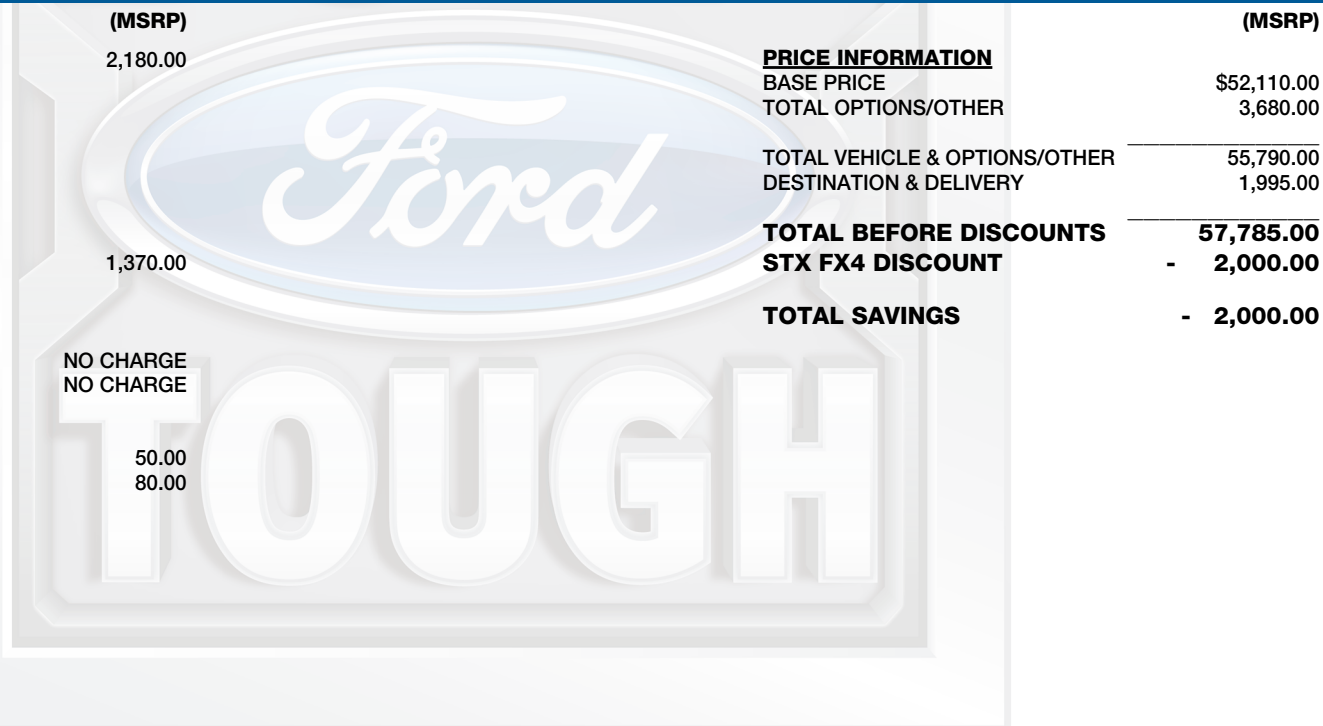 (MSRP)
2,180.00
1,370.00
NO CHARGE
NO CHARGE
50.00
80.00
(MSRP)
PRICE INFORMATION
BASE PRICE $52,110.00
TOTAL OPTIONS/OTHER 3,680.00
TOTAL VEHICLE & OPTIONS/OTHER 55,790.00
DESTINATION & DELIVERY 1,995.00
TOTAL BEFORE DISCOUNTS 57,785.00
STX FX4 DISCOUNT - 2,000.00
TOTAL SAVINGS - 2,000.00
Ford
TOUGH